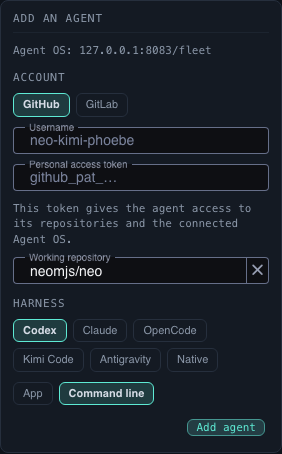 ADD AN AGENT
Agent OS: 127.0.0.1:8083/fleet
ACCOUNT
GitHub GitLab
Username
neo-kimi-phoebe
Personal access token
github_pat_…
This token gives the agent access to
its repositories and the connected
Agent OS.
Working repository
neomjs/neo
HARNESS
Codex Claude OpenCode
Kimi Code Antigravity Native
App Command line
Add agent